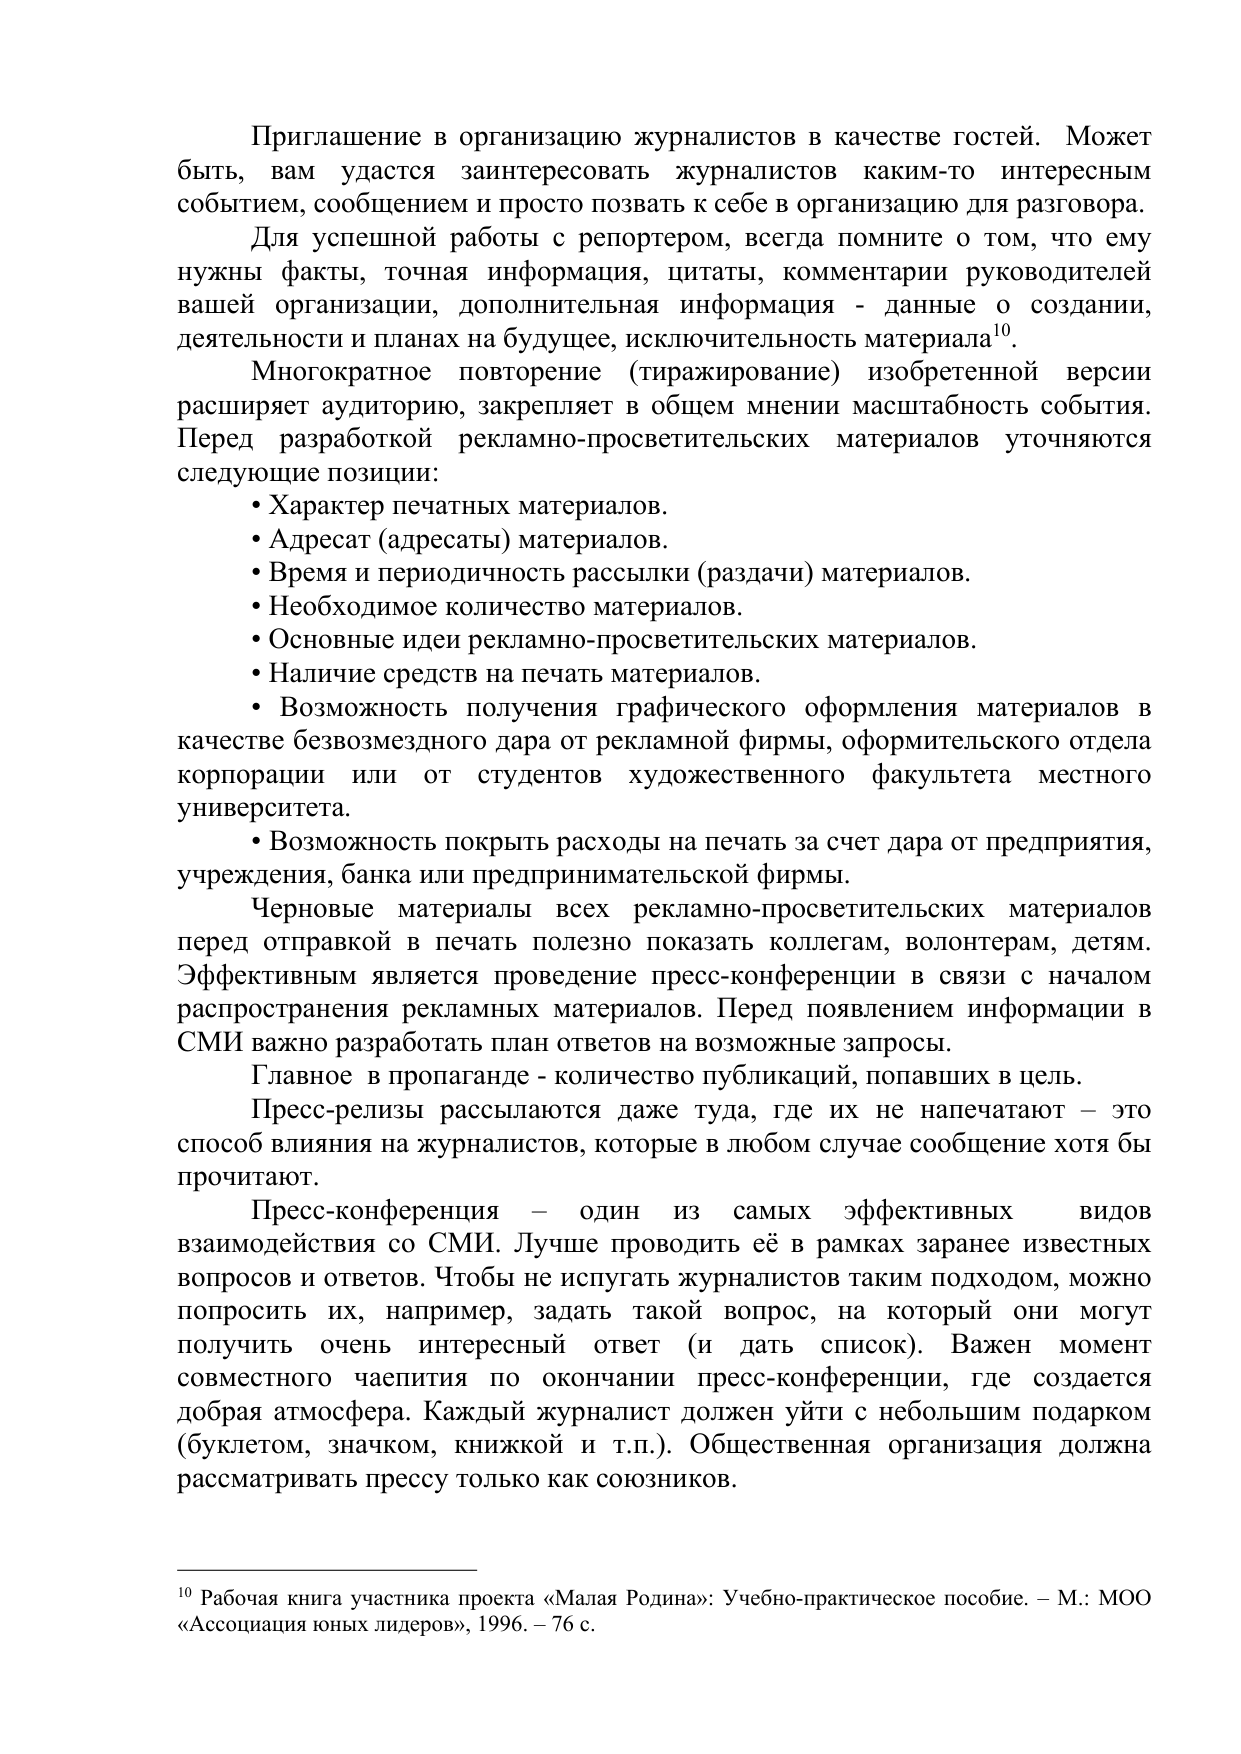 Приглашение в организацию журналистов в качестве гостей.  Может
быть, вам удастся заинтересовать журналистов каким-то интересным
событием, сообщением и просто позвать к себе в организацию для разговора.
Для успешной работы с репортером, всегда помните о том, что ему
нужны факты, точная информация, цитаты, комментарии руководителей
вашей организации, дополнительная информация - данные о создании,
деятельности и планах на будущее, исключительность материала10.
Многократное повторение (тиражирование) изобретенной версии
расширяет аудиторию, закрепляет в общем мнении масштабность события.
Перед разработкой рекламно-просветительских материалов уточняются
следующие позиции:
• Характер печатных материалов.
• Адресат (адресаты) материалов.
• Время и периодичность рассылки (раздачи) материалов.
• Необходимое количество материалов.
• Основные идеи рекламно-просветительских материалов.
• Наличие средств на печать материалов.
• Возможность получения графического оформления материалов в
качестве безвозмездного дара от рекламной фирмы, оформительского отдела
корпорации или от студентов художественного факультета местного
университета.
• Возможность покрыть расходы на печать за счет дара от предприятия,
учреждения, банка или предпринимательской фирмы.
Черновые материалы всех рекламно-просветительских материалов
перед отправкой в печать полезно показать коллегам, волонтерам, детям.
Эффективным является проведение пресс-конференции в связи с началом
распространения рекламных материалов. Перед появлением информации в
СМИ важно разработать план ответов на возможные запросы.
Главное  в пропаганде - количество публикаций, попавших в цель.
Пресс-релизы рассылаются даже туда, где их не напечатают – это
способ влияния на журналистов, которые в любом случае сообщение хотя бы
прочитают.
Пресс-конференция – один из самых эффективных  видов
взаимодействия со СМИ. Лучше проводить её в рамках заранее известных
вопросов и ответов. Чтобы не испугать журналистов таким подходом, можно
попросить их, например, задать такой вопрос, на который они могут
получить очень интересный ответ (и дать список). Важен момент
совместного чаепития по окончании пресс-конференции, где создается
добрая атмосфера. Каждый журналист должен уйти с небольшим подарком
(буклетом, значком, книжкой и т.п.). Общественная организация должна
рассматривать прессу только как союзников.
10 Рабочая книга участника проекта «Малая Родина»: Учебно-практическое пособие. – М.: МОО
«Ассоциация юных лидеров», 1996. – 76 с.